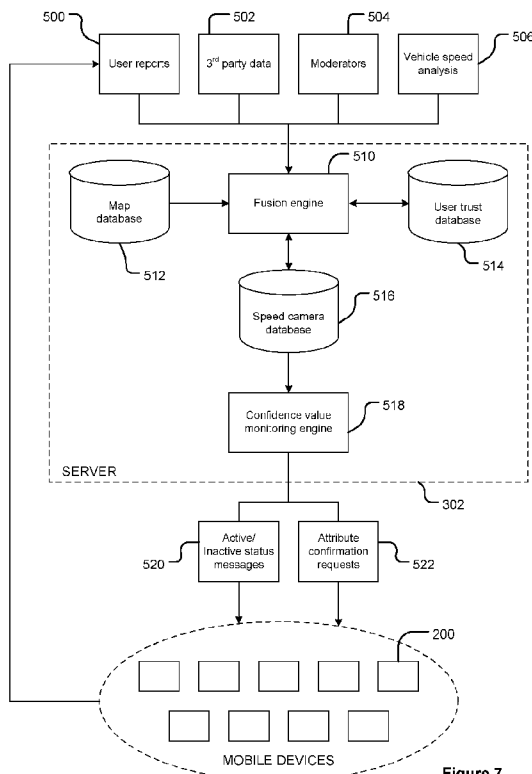 500
502
504
506
User reports
3rd party data
Moderators
Vehicle speed
analysis
510
Map
database
Fusion engine
User trust
database
512
514
516
Speed camera
database
Confidence value
monitoring engine
518
SERVER
302
520
Active/
Inactive status
messages
Attribute
confirmation
requests
522
200
MOBILE DEVICES
Figure 7